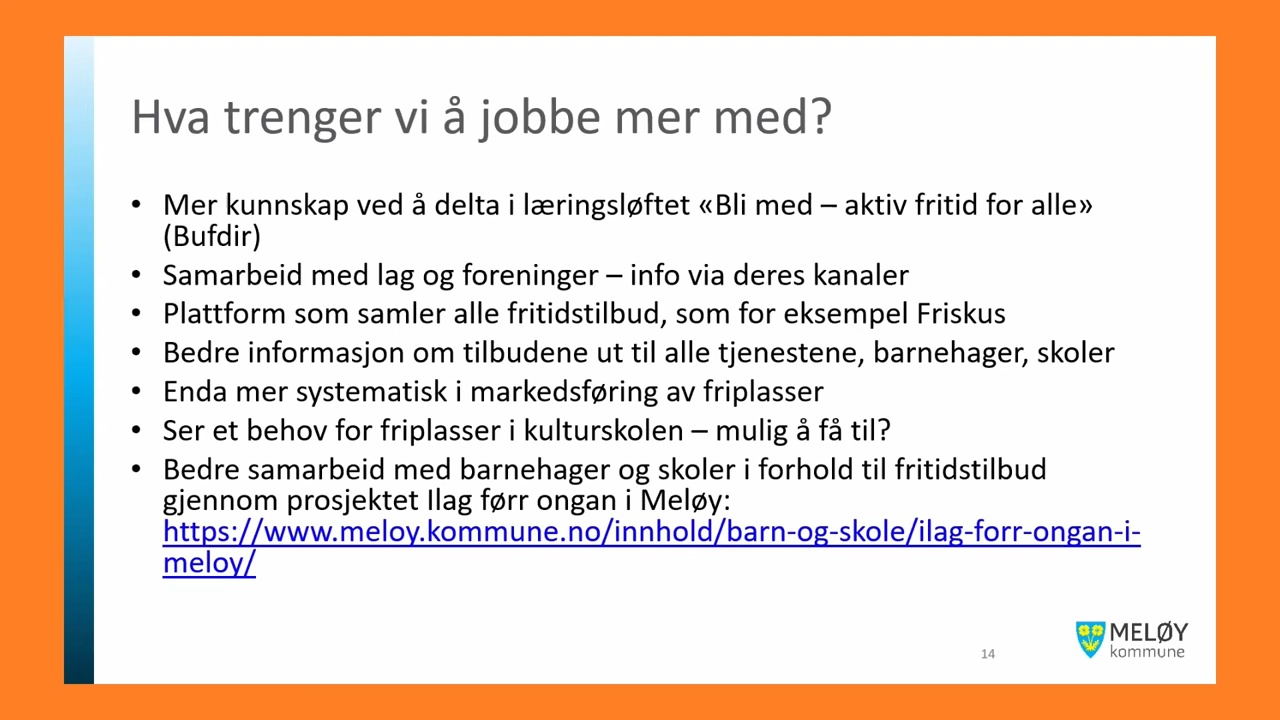 Hva trenger vi å jobbe mer med?
• Mer kunnskap ved å delta i læringsløftet «Bli med – aktiv fritid for alle»
(Bufdir)
• Samarbeid med lag og foreninger – info via deres kanaler
• Plattform som samler alle fritidstilbud, som for eksempel Friskus
• Bedre informasjon om tilbudene ut til alle tjenestene, barnehager, skoler
• Enda mer systematisk i markedsføring av friplasser
• Ser et behov for friplasser i kulturskolen – mulig å få til?
• Bedre samarbeid med barnehager og skoler i forhold til fritidstilbud
gjennom prosjektet Ilag førr ongan i Meløy:
https://www.meloy.kommune.no/innhold/barn-og-skole/ilag-forr-ongan-i-
meloy/
14
MELØY
kommune